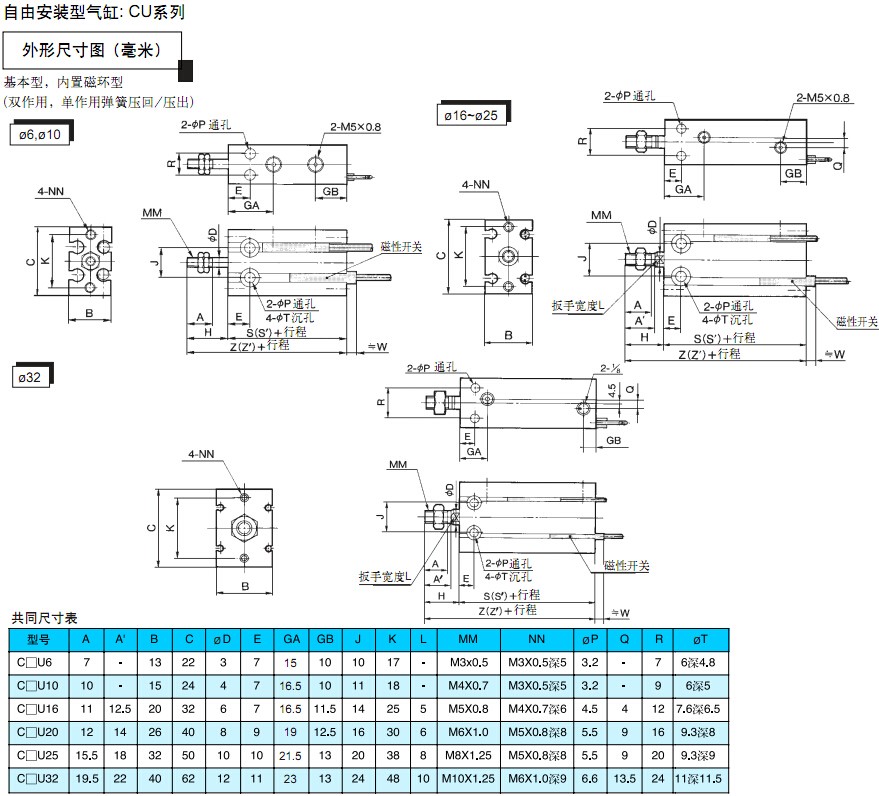 自由安装型气缸: CU系列
外形尺寸图（毫米）
基本型，内置磁环型
(双作用，单作用弹簧压回/压出)
ø6,ø10
2-ΦP 通孔
2-M5×0.8
R
E
GA
GB
4-NN
MM
C
K
B
J
ΦD
磁性开关
2-ΦP通孔
4-ΦT沉孔
A
E
H
S(S′)+行程
Z(Z′)+行程
≒W
ø16~ø25
2-ΦP 通孔
2-M5×0.8
R
Q
E
GA
GB
4-NN
MM
C
K
B
J
ΦD
扳手宽度L
2-ΦP通孔
4-ΦT沉孔
磁性开关
A
A′
E
H
S(S′)+行程
Z(Z′)+行程
≒W
ø32
2-ΦP 通孔
2-⅛
4.5
Q
R
E
GA
GB
4-NN
MM
C
K
B
J
ΦD
扳手宽度L
2-ΦP通孔
4-ΦT沉孔
磁性开关
A
A′
E
H
S(S′)+行程
Z(Z′)+行程
≒W
共同尺寸表
型号 A A′ B C øD E GA GB J K L MM NN øP Q R øT
C□U6 7 - 13 22 3 7 15 10 10 17 - M3x0.5 M3X0.5深5 3.2 - 7 6深4.8
C□U10 10 - 15 24 4 7 16.5 10 11 18 - M4X0.7 M3X0.5深5 3.2 - 9 6深5
C□U16 11 12.5 20 32 6 7 16.5 11.5 14 25 5 M5X0.8 M4X0.7深6 4.5 4 12 7.6深6.5
C□U20 12 14 26 40 8 9 19 12.5 16 30 6 M6X1.0 M5X0.8深8 5.5 9 16 9.3深8
C□U25 15.5 18 32 50 10 10 21.5 13 20 38 8 M8X1.25 M5X0.8深8 5.5 9 20 9.3深9
C□U32 19.5 22 40 62 12 11 23 13 24 48 10 M10X1.25 M6X1.0深9 6.6 13.5 24 11深11.5